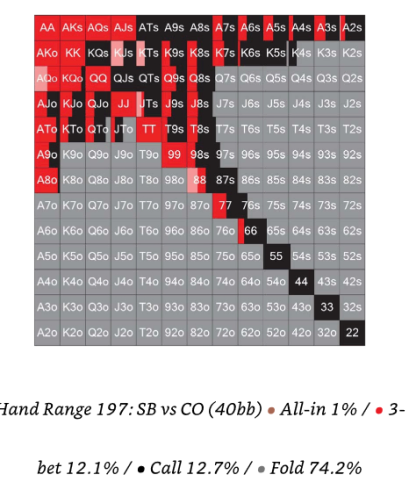 AA AKs AQs AJs ATs A9s A8s A7s A6s A5s A4s A3s A2s
AKo KK KQs KJs KTs K9s K8s K7s K6s K5s K4s K3s K2s
AQo KQo QQ QJs QTs Q9s Q8s Q7s Q6s Q5s Q4s Q3s Q2s
AJo KJo QJo JJ JTs J9s J8s J7s J6s J5s J4s J3s J2s
ATo KTo QTo JTo TT T9s T8s T7s T6s T5s T4s T3s T2s
A9o K9o Q9o J9o T9o 99 98s 97s 96s 95s 94s 93s 92s
A8o K8o Q8o J8o T8o 98o 88 87s 86s 85s 84s 83s 82s
A7o K7o Q7o J7o T7o 97o 87o 77 76s 75s 74s 73s 72s
A6o K6o Q6o J6o T6o 96o 86o 76o 66 65s 64s 63s 62s
A5o K5o Q5o J5o T5o 95o 85o 75o 65o 55 54s 53s 52s
A4o K4o Q4o J4o T4o 94o 84o 74o 64o 54o 44 43s 42s
A3o K3o Q3o J3o T3o 93o 83o 73o 63o 53o 43o 33 32s
A2o K2o Q2o J2o T2o 92o 82o 72o 62o 52o 42o 32o 22
Hand Range 197: SB vs CO (40bb) • All-in 1% / • 3-
bet 12.1% / • Call 12.7% / • Fold 74.2%